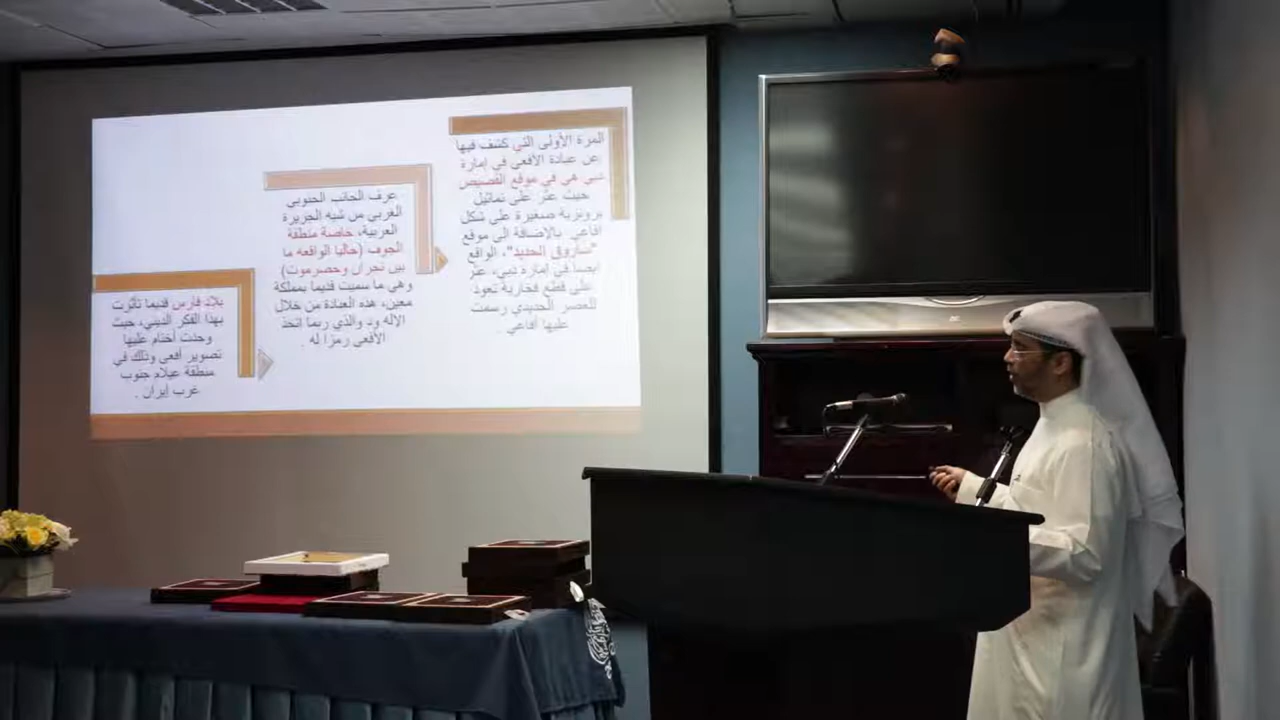 المرة الأولى التي كشف فيها
عن عبادة الأفعى في إمارة
دبي هي في موقع القصيص
حيث عثر على تماثيل
برونزية صغيرة على شكل
أفاعي بالإضافة الى موقع
"ساروق الحديد"، الواقع
أيضا في إمارة دبي، عثر
على قطع فخارية تعود
للعصر الحديدي رسمت
عليها أفاعي .
عرف الجانب الجنوبي
الغربي من شبه الجزيرة
العربية، خاصة منطقة
الجوف (حاليا الواقعه ما
بين نجران وحضرموت)
وهي ما سميت قديما بمملكة
معين، هذه العبادة من خلال
الاله ود والذي ربما اتخذ
الأفعى رمزا له .
بلاد فارس قديما تأثرت
بهذا الفكر الديني، حيث
وجدت أختام عليها
تصوير أفعى وذلك في
منطقة عيلام جنوب
غرب إيران .